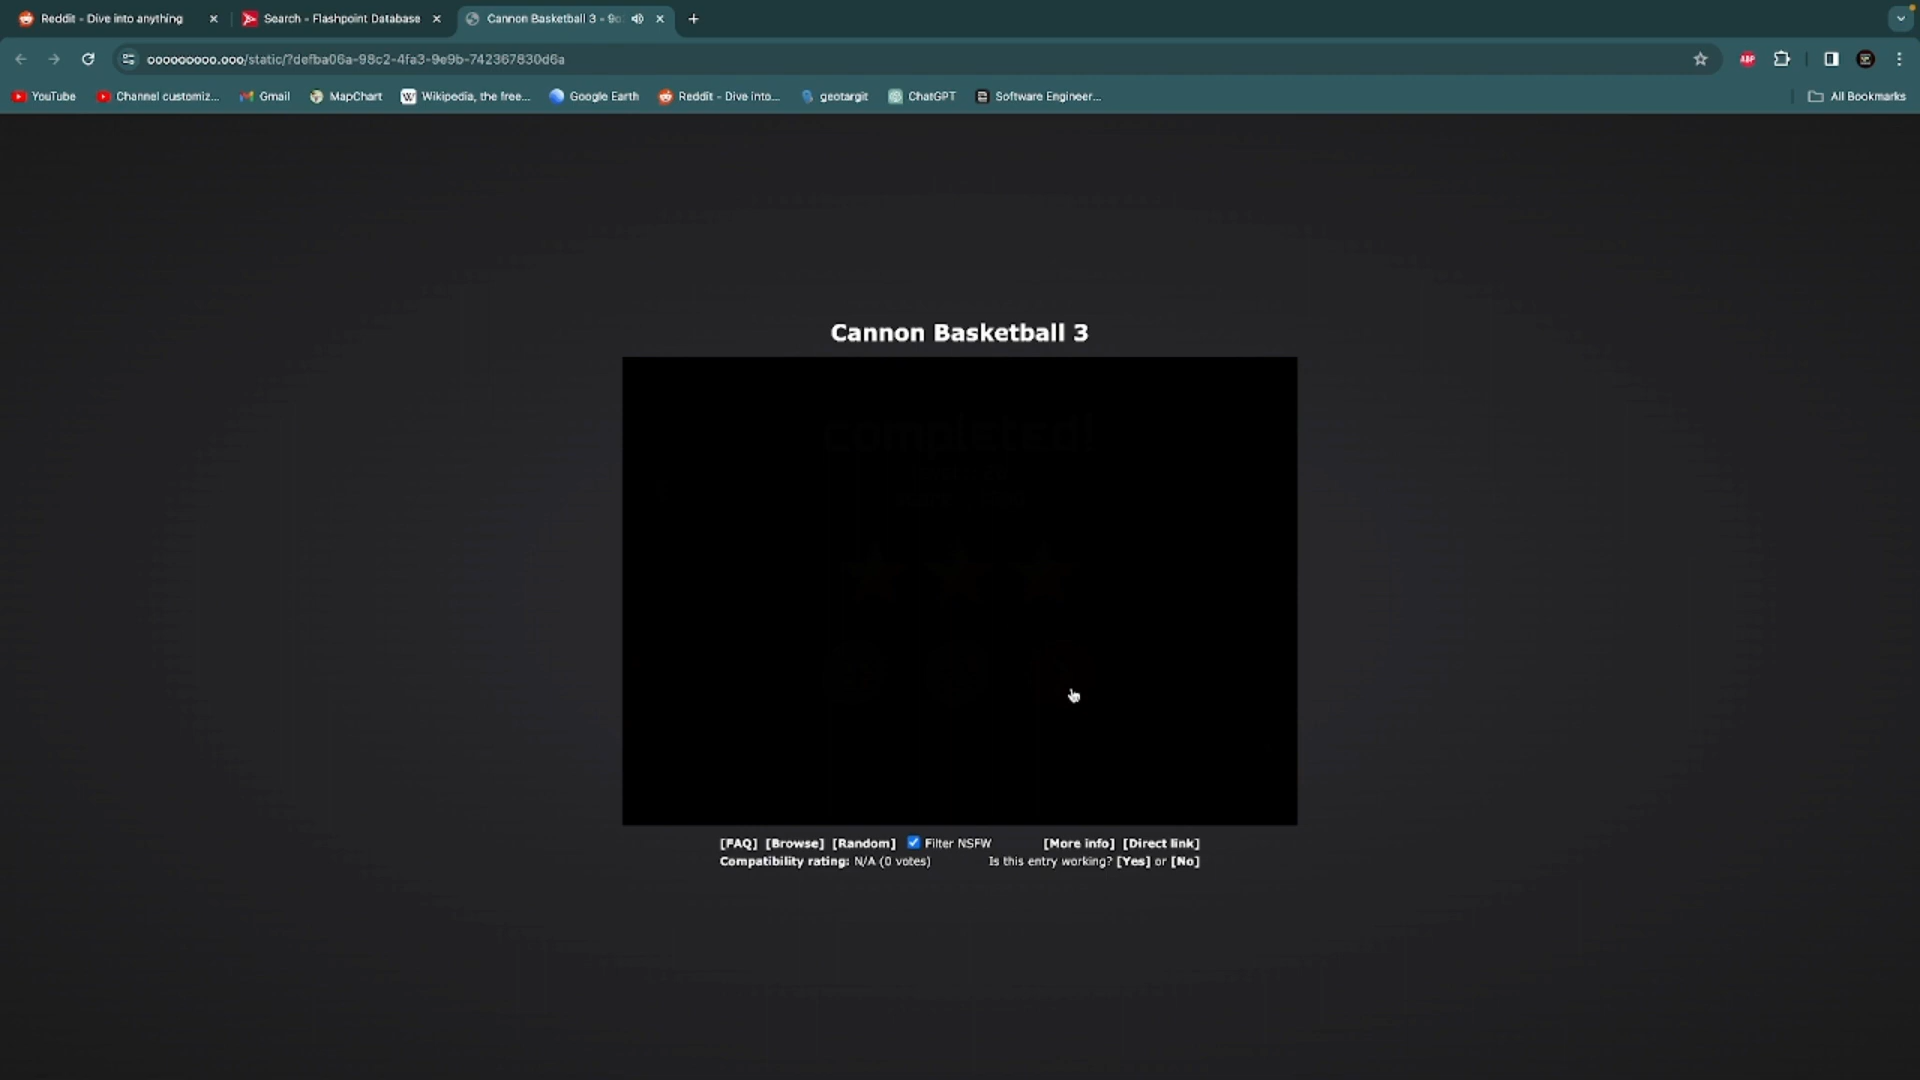 Reddit - Dive into anything
Search - Flashpoint Database
Cannon Basketball 3 - 9o
ooooooooo.ooo/static/?defba06a-98c2-4fa3-9e9b-742367830d6a
ABP
YouTube
Channel customiz...
Gmail
MapChart
Wikipedia, the free...
Google Earth
Reddit - Dive into...
geotargit
ChatGPT
Software Engineer...
All Bookmarks
Cannon Basketball 3
completed!
[FAQ] [Browse] [Random] Filter NSFW [More info] [Direct link]
Compatibility rating: N/A (0 votes) Is this entry working? [Yes] or [No]